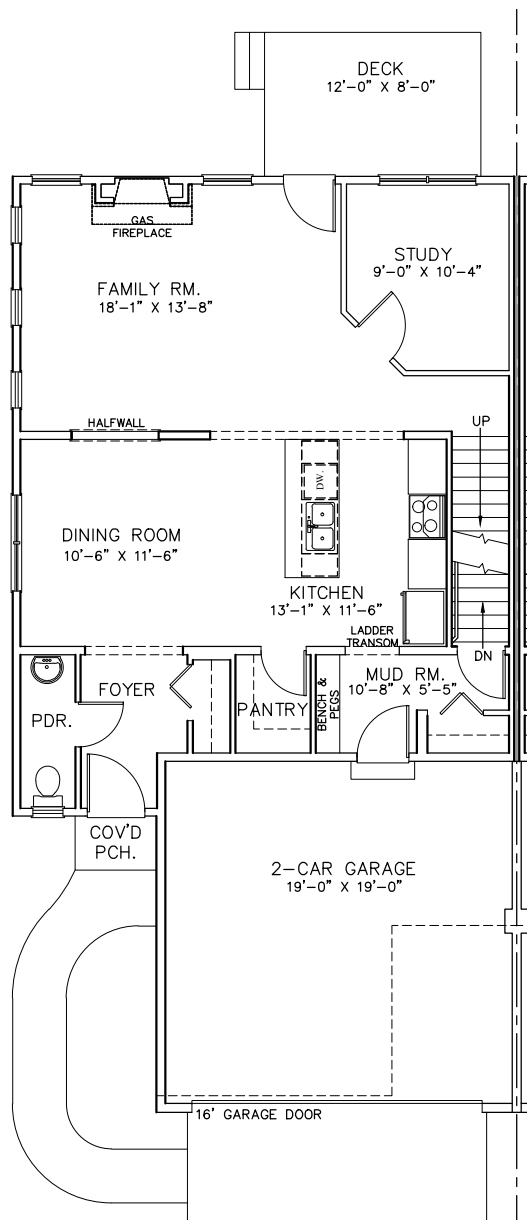 DECK
12'-0" X 8'-0"
GAS
FIREPLACE
STUDY
9'-0" X 10'-4"
FAMILY RM.
18'-1" X 13'-8"
HALFWALL
UP
DW.
DINING ROOM
10'-6" X 11'-6"
KITCHEN
13'-1" X 11'-6"
LADDER
TRANSOM
DN
FOYER
MUD RM.
10'-8" X 5'-5"
PDR.
PANTRY
BENCH &
PEGS
COV'D
PCH.
2-CAR GARAGE
19'-0" X 19'-0"
16' GARAGE DOOR